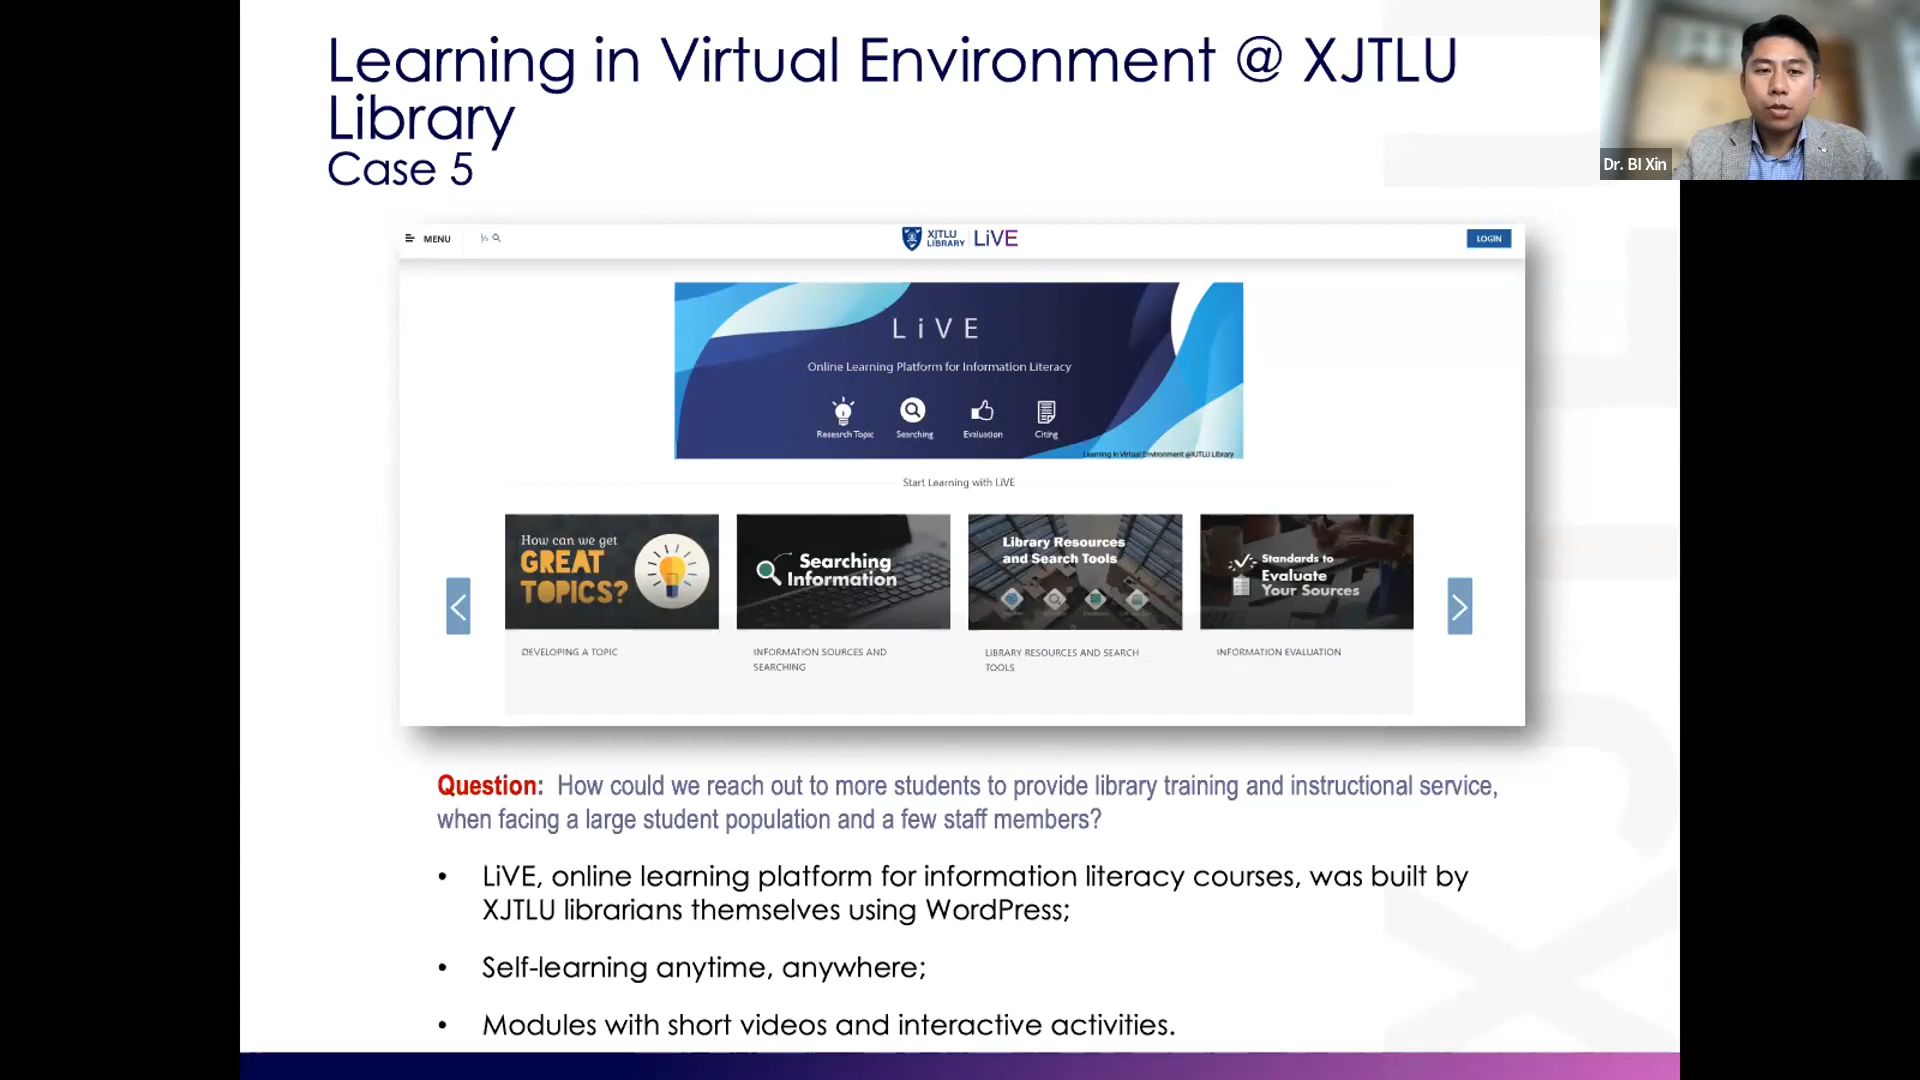 Learning in Virtual Environment @ XJTLU
Library
Case 5
Dr. BI Xin
MENU
XJTLU
LIBRARY
LiVE
LOGIN
LiVE
Online Learning Platform for Information Literacy
Research Topic
Searching
Evaluation
Citing
Learning in Virtual Environment @XJTLU Library
Start Learning with LiVE
How can we get
GREAT
TOPICS?
Searching
Information
Library Resources
and Search Tools
Standards to
Evaluate
Your Sources
DEVELOPING A TOPIC
INFORMATION SOURCES AND
SEARCHING
LIBRARY RESOURCES AND SEARCH
TOOLS
INFORMATION EVALUATION
Question: How could we reach out to more students to provide library training and instructional service,
when facing a large student population and a few staff members?
• LiVE, online learning platform for information literacy courses, was built by
XJTLU librarians themselves using WordPress;
• Self-learning anytime, anywhere;
• Modules with short videos and interactive activities.